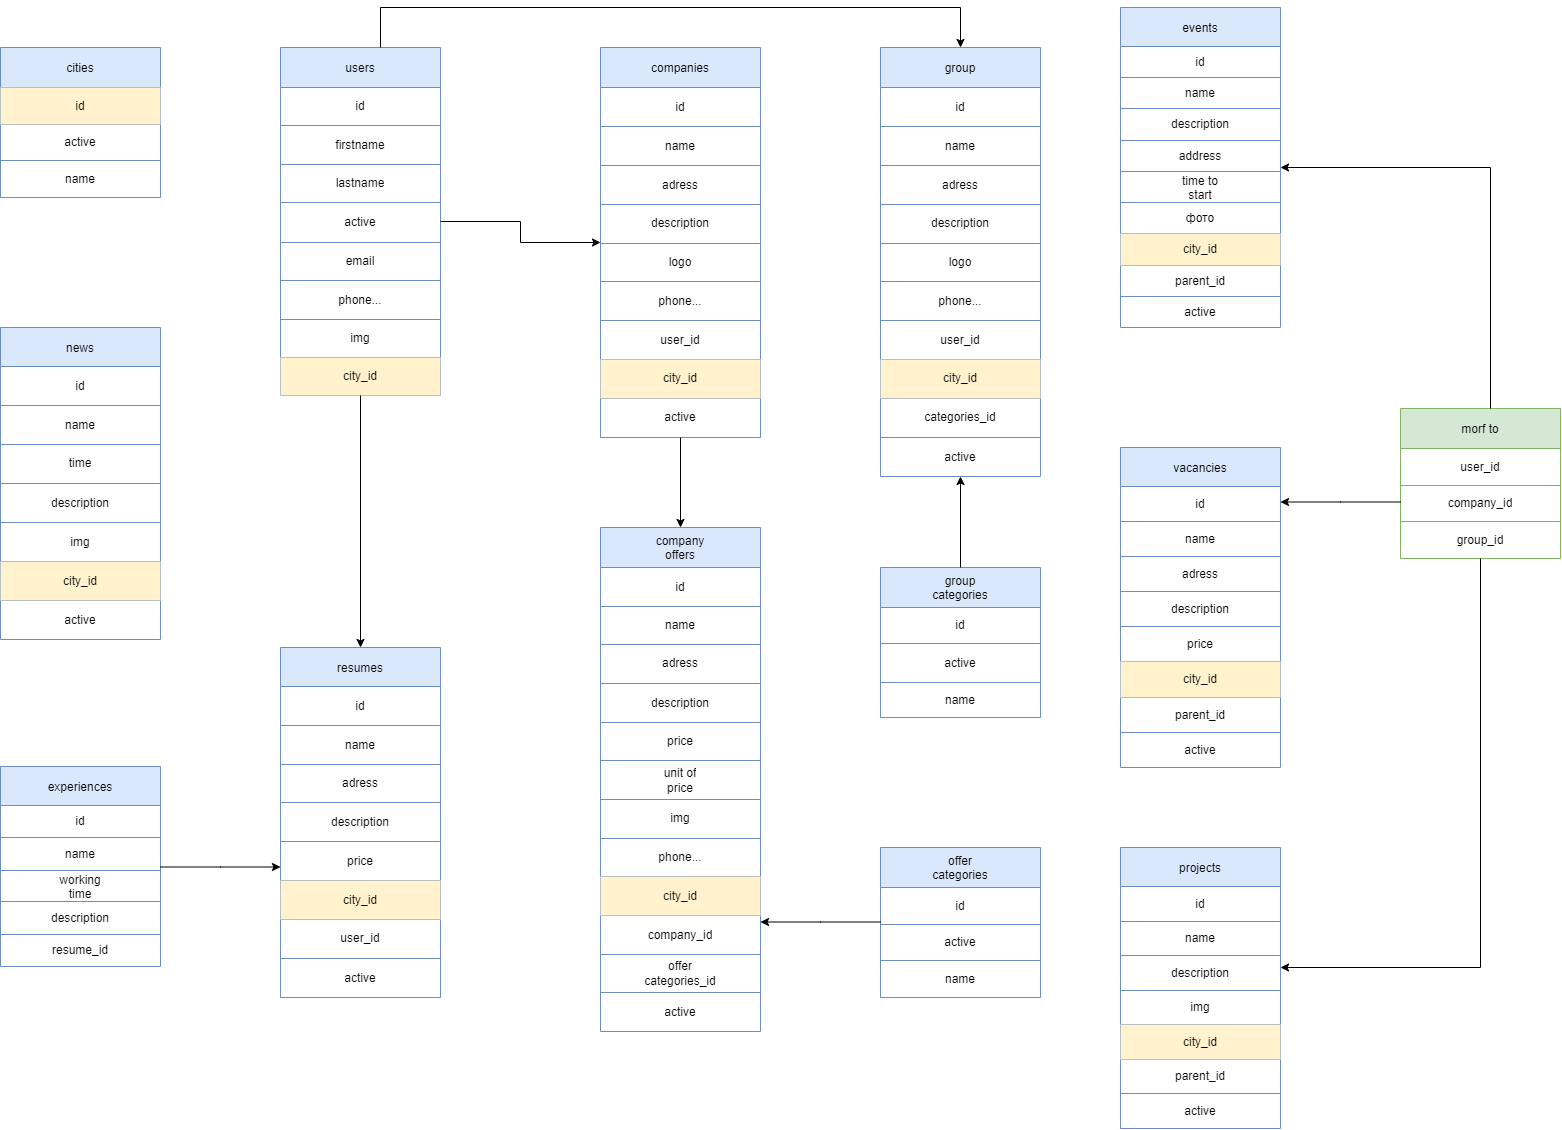 cities
id
active
name
news
id
name
time
description
img
city_id
active
experiences
id
name
working
time
description
resume_id
users
id
firstname
lastname
active
email
phone...
img
city_id
resumes
id
name
adress
description
price
city_id
user_id
active
companies
id
name
adress
description
logo
phone...
user_id
city_id
active
company
offers
id
name
adress
description
price
unit of
price
img
phone...
city_id
company_id
offer
categories_id
active
group
id
name
adress
description
logo
phone...
user_id
city_id
categories_id
active
group
categories
id
active
name
offer
categories
id
active
name
events
id
name
description
address
time to
start
фото
city_id
parent_id
active
vacancies
id
name
adress
description
price
city_id
parent_id
active
projects
id
name
description
img
city_id
parent_id
active
morf to
user_id
company_id
group_id